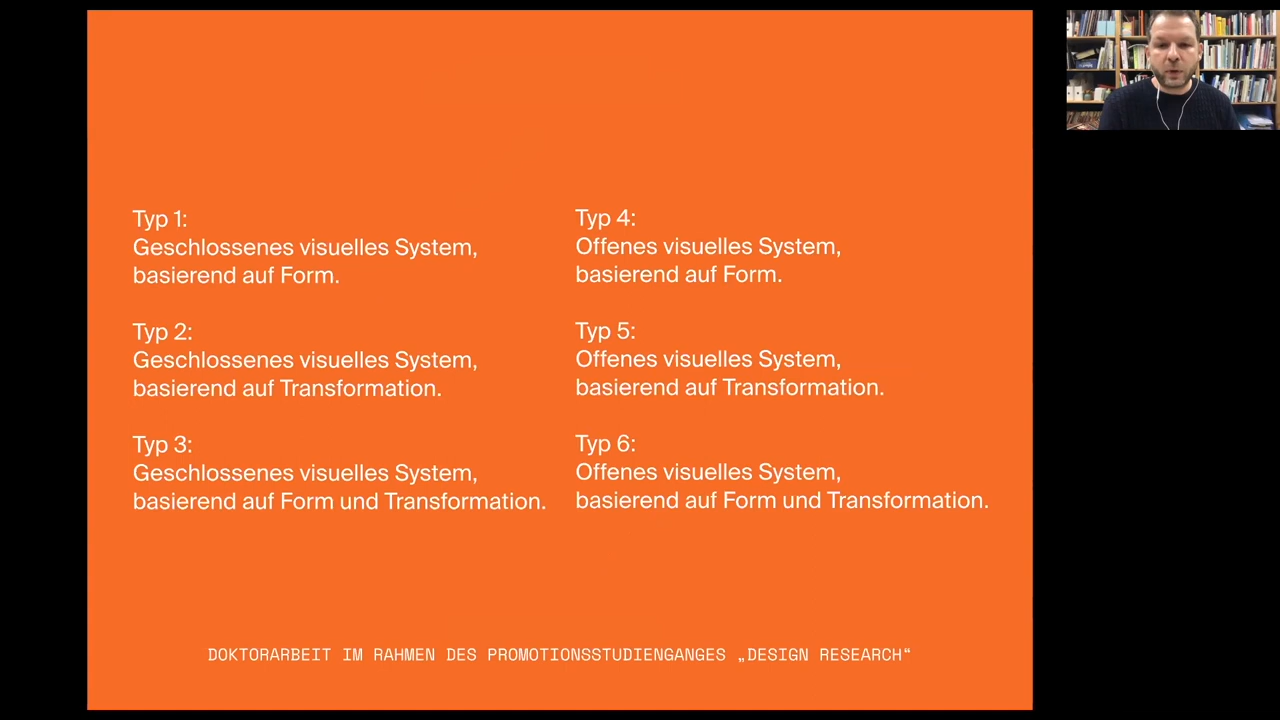 Typ 1:
Geschlossenes visuelles System,
basierend auf Form.
Typ 2:
Geschlossenes visuelles System,
basierend auf Transformation.
Typ 3:
Geschlossenes visuelles System,
basierend auf Form und Transformation.
Typ 4:
Offenes visuelles System,
basierend auf Form.
Typ 5:
Offenes visuelles System,
basierend auf Transformation.
Typ 6:
Offenes visuelles System,
basierend auf Form und Transformation.
DOKTORARBEIT IM RAHMEN DES PROMOTIONSSTUDIENGANGES „DESIGN RESEARCH“